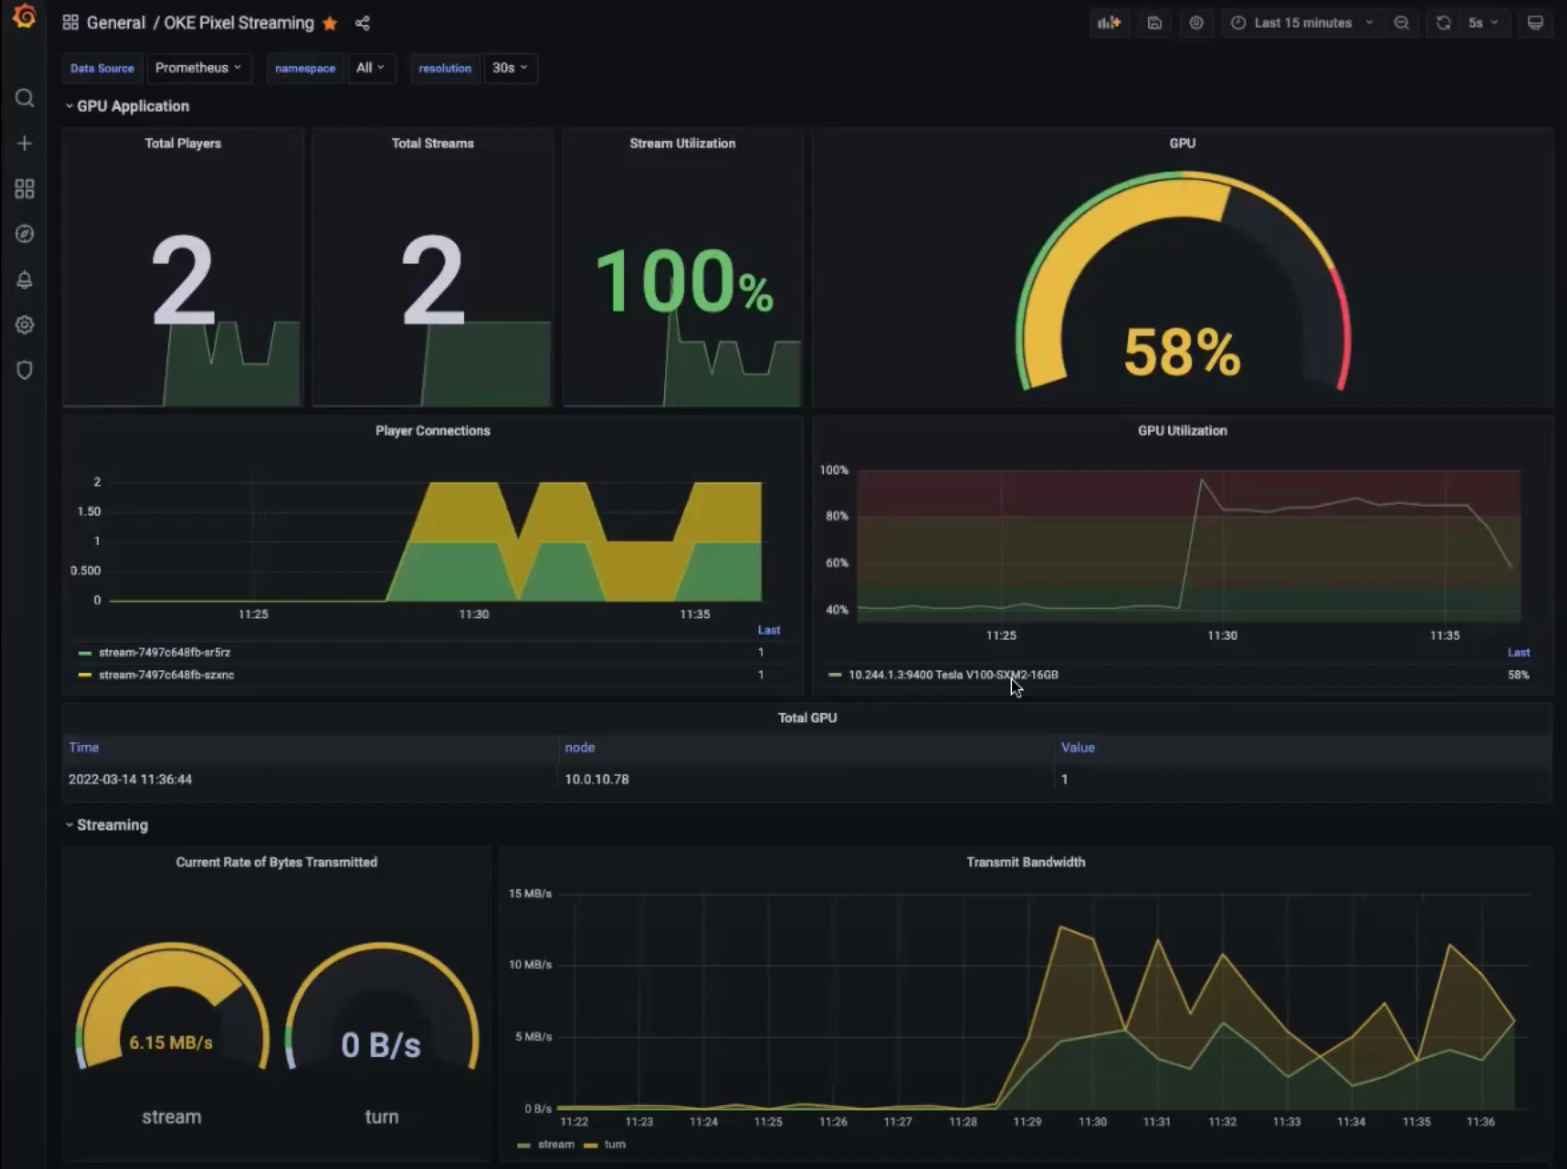 General / OKE Pixel Streaming
Last 15 minutes
5s
Data Source Prometheus namespace All resolution 30s
GPU Application
Total Players
2
Total Streams
2
Stream Utilization
100%
GPU
58%
Player Connections
2
1.50
1
0.500
0
11:25 11:30 11:35
Last
stream-7497c648fb-sr5rz 1
stream-7497c648fb-szxnc 1
GPU Utilization
100%
80%
60%
40%
11:25 11:30 11:35
Last
10.244.1.3:9400 Tesla V100-SXM2-16GB 58%
Total GPU
Time node Value
2022-03-14 11:36:44 10.0.10.78 1
Streaming
Current Rate of Bytes Transmitted
6.15 MB/s
stream
0 B/s
turn
Transmit Bandwidth
15 MB/s
10 MB/s
5 MB/s
0 B/s
11:22 11:23 11:24 11:25 11:26 11:27 11:28 11:29 11:30 11:31 11:32 11:33 11:34 11:35 11:36
stream turn